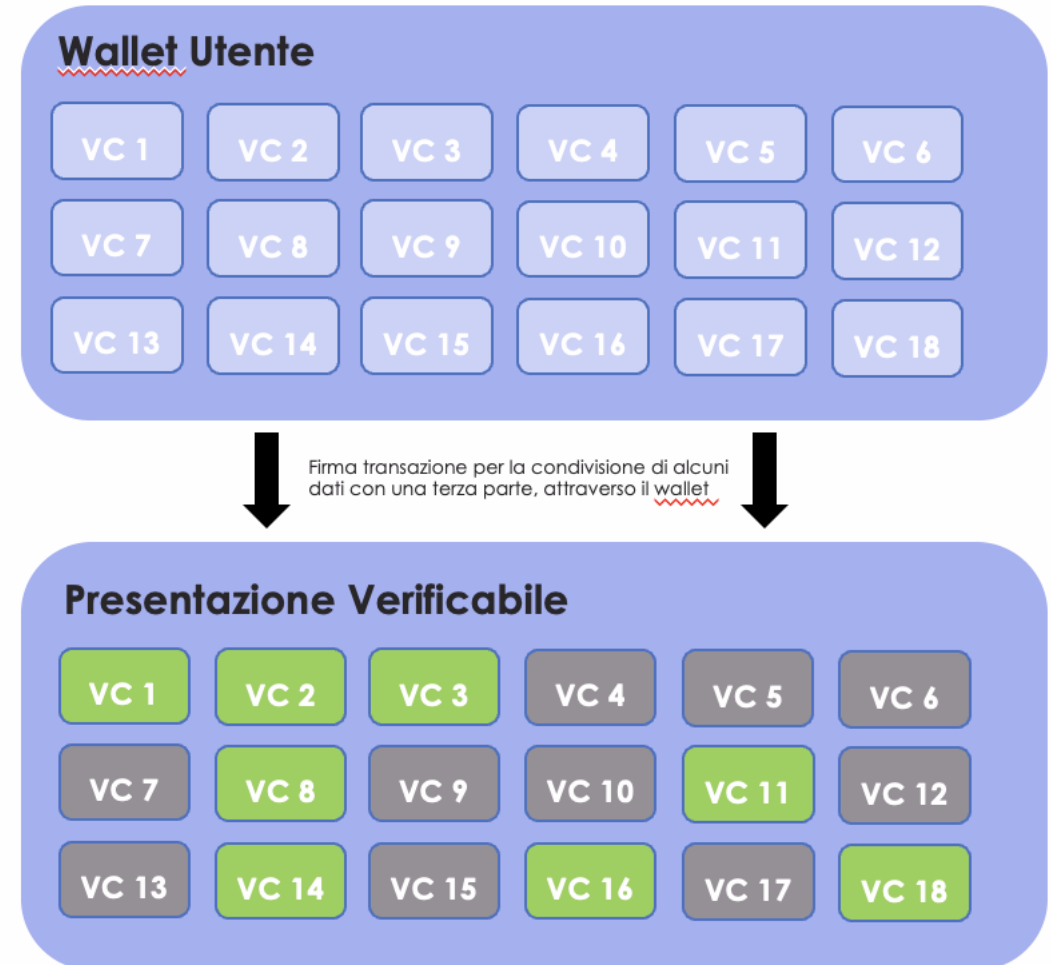 Wallet Utente
VC 1 VC 2 VC 3 VC 4 VC 5 VC 6
VC 7 VC 8 VC 9 VC 10 VC 11 VC 12
VC 13 VC 14 VC 15 VC 16 VC 17 VC 18
Firma transazione per la condivisione di alcuni
dati con una terza parte, attraverso il wallet
Presentazione Verificabile
VC 1 VC 2 VC 3 VC 4 VC 5 VC 6
VC 7 VC 8 VC 9 VC 10 VC 11 VC 12
VC 13 VC 14 VC 15 VC 16 VC 17 VC 18